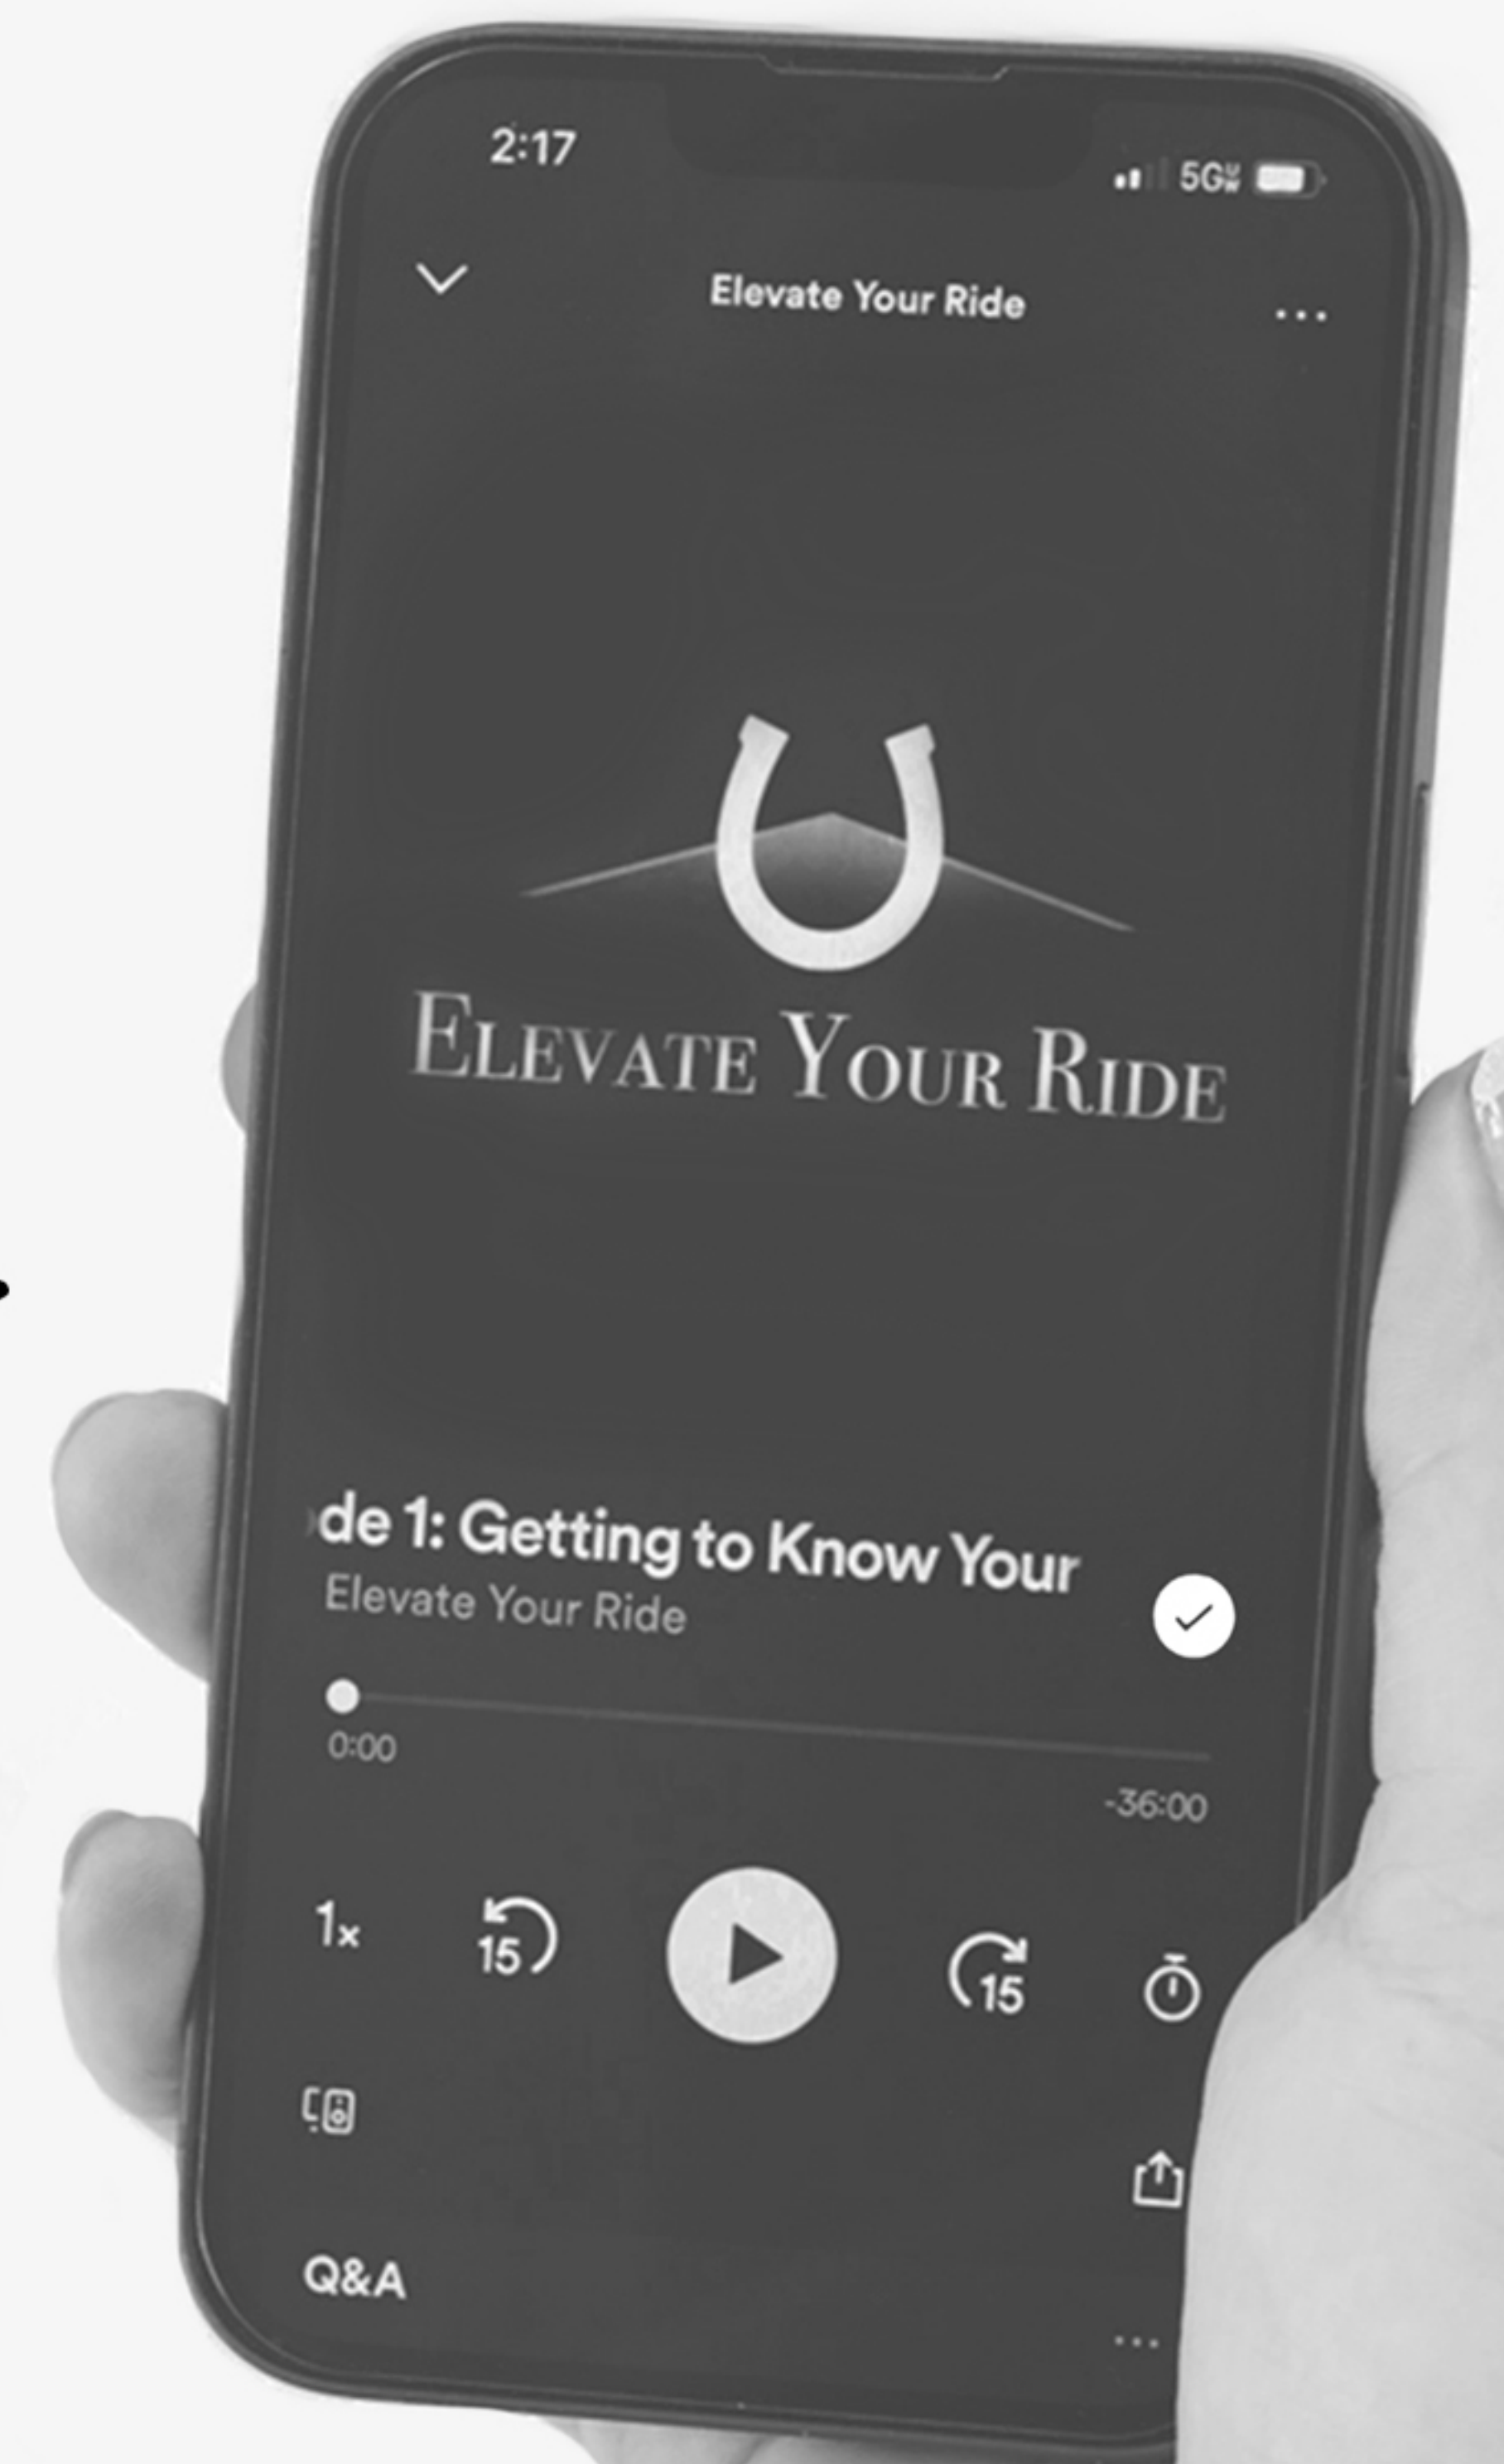 2:17
5G UW
Elevate Your Ride
ELEVATE YOUR RIDE
de 1: Getting to Know Your
Elevate Your Ride
0:00
-36:00
1x
15
15
Q&A